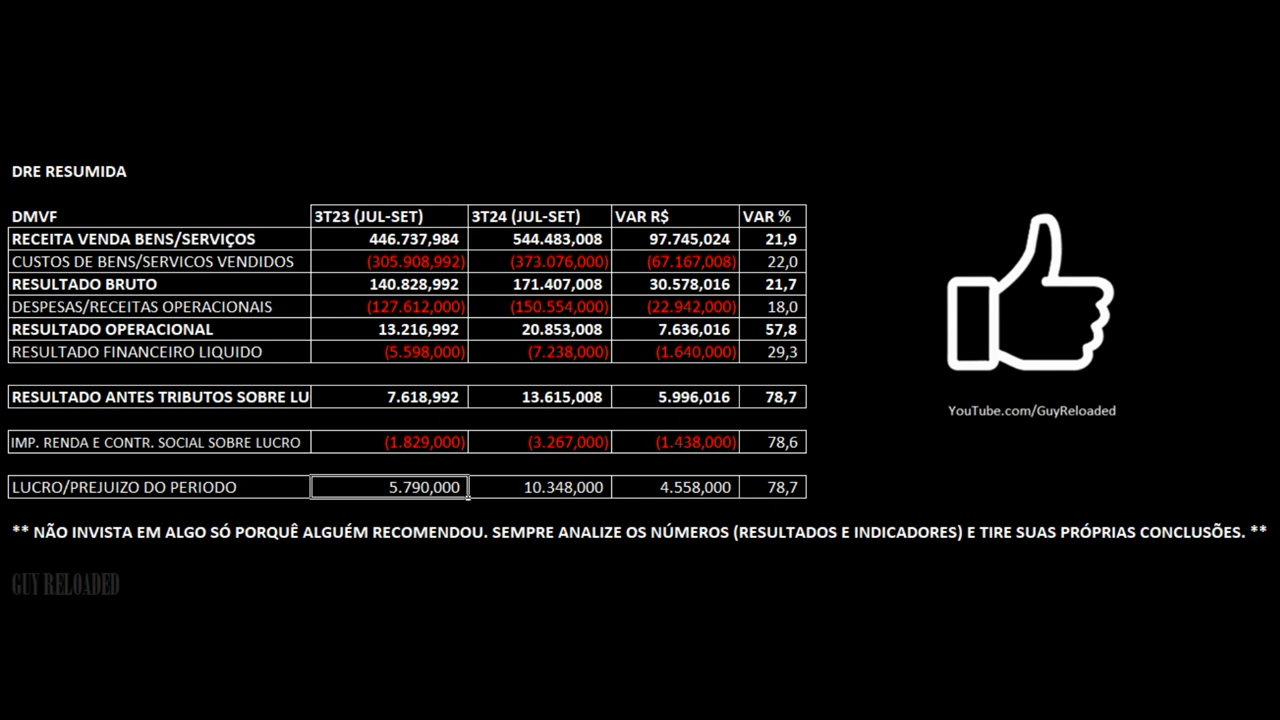 DRE RESUMIDA
DMVF 3T23 (JUL-SET) 3T24 (JUL-SET) VAR R$ VAR %
RECEITA VENDA BENS/SERVIÇOS 446.737,984 544.483,008 97.745,024 21,9
CUSTOS DE BENS/SERVICOS VENDIDOS (305.908,992) (373.076,000) (67.167,008) 22,0
RESULTADO BRUTO 140.828,992 171.407,008 30.578,016 21,7
DESPESAS/RECEITAS OPERACIONAIS (127.612,000) (150.554,000) (22.942,000) 18,0
RESULTADO OPERACIONAL 13.216,992 20.853,008 7.636,016 57,8
RESULTADO FINANCEIRO LIQUIDO (5.598,000) (7.238,000) (1.640,000) 29,3
RESULTADO ANTES TRIBUTOS SOBRE LU 7.618,992 13.615,008 5.996,016 78,7
YouTube.com/GuyReloaded
IMP. RENDA E CONTR. SOCIAL SOBRE LUCRO (1.829,000) (3.267,000) (1.438,000) 78,6
LUCRO/PREJUIZO DO PERIODO 5.790,000 10.348,000 4.558,000 78,7
** NÃO INVISTA EM ALGO SÓ PORQUÊ ALGUÉM RECOMENDOU. SEMPRE ANALIZE OS NÚMEROS (RESULTADOS E INDICADORES) E TIRE SUAS PRÓPRIAS CONCLUSÕES. **
GUY RELOADED